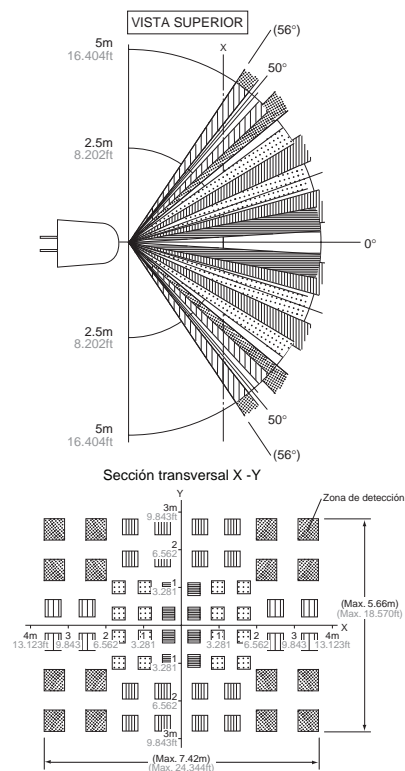 VISTA SUPERIOR
X
(56°)
5m
16.404ft
50°
2.5m
8.202ft
0°
2.5m
8.202ft
50°
5m
16.404ft
(56°)
Sección transversal X -Y
Y
Zona de detección
3m
9.843ft
2
6.562
1
3.281
(Max. 5.66m)
(Max. 18.570ft)
X
4m 3 2 1 1 2 3 4m
13.123ft 9.843 6.562 3.281 3.281 6.562 9.843 13.123ft
1
3.281
2
6.562
3m
9.843ft
(Max. 7.42m)
(Max. 24.344ft)